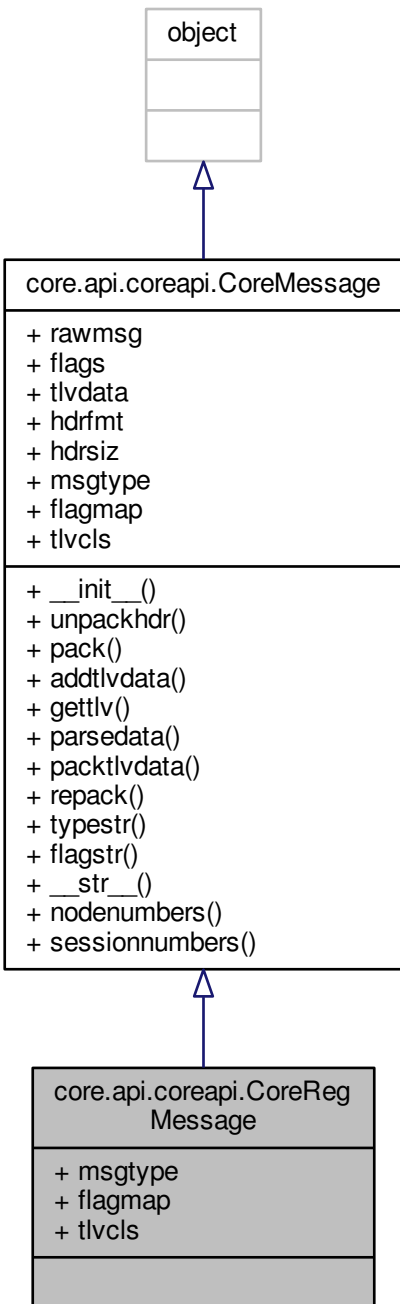 object
core.api.coreapi.CoreMessage
+ rawmsg
+ flags
+ tlvdata
+ hdrfmt
+ hdrsiz
+ msgtype
+ flagmap
+ tlvcls
+ __init__()
+ unpackhdr()
+ pack()
+ addtlvdata()
+ gettlv()
+ parsedata()
+ packtlvdata()
+ repack()
+ typestr()
+ flagstr()
+ __str__()
+ nodenumbers()
+ sessionnumbers()
core.api.coreapi.CoreReg
Message
+ msgtype
+ flagmap
+ tlvcls